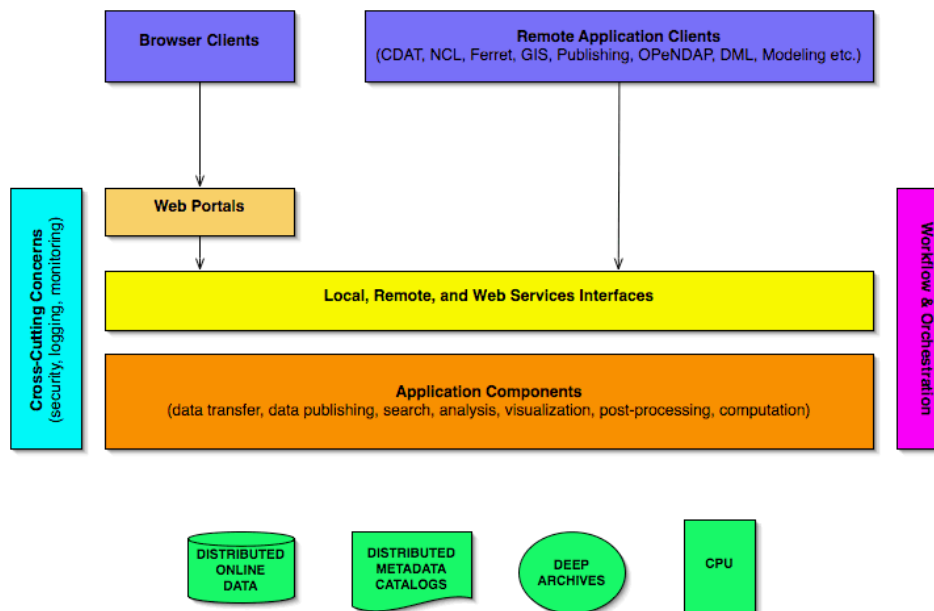 Browser Clients
Remote Application Clients
(CDAT, NCL, Ferret, GIS, Publishing, OPeNDAP, DML, Modeling etc.)
Web Portals
Cross-Cutting Concerns
(security, logging, monitoring)
Workflow & Orchestration
Local, Remote, and Web Services Interfaces
Application Components
(data transfer, data publishing, search, analysis, visualization, post-processing, computation)
DISTRIBUTED
ONLINE
DATA
DISTRIBUTED
METADATA
CATALOGS
DEEP
ARCHIVES
CPU